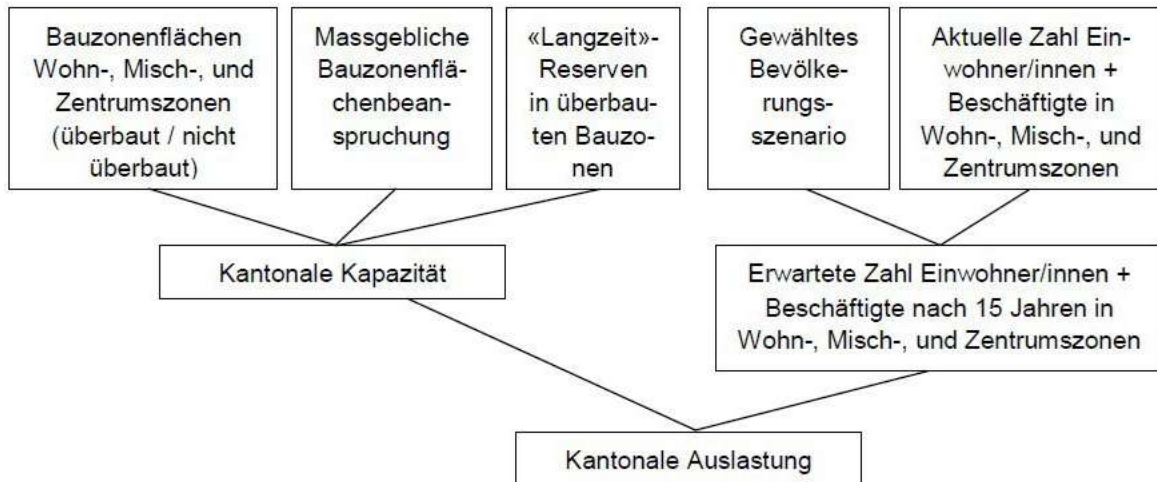 Bauzonenflächen
Wohn-, Misch-, und
Zentrumszonen
(überbaut / nicht
überbaut)
Massgebliche
Bauzonenflä-
chenbean-
spruchung
«Langzeit»-
Reserven
in überbau-
ten Bauzo-
nen
Gewähltes
Bevölke-
rungs-
szenario
Aktuelle Zahl Ein-
wohner/innen +
Beschäftigte in
Wohn-, Misch-, und
Zentrumszonen
Kantonale Kapazität
Erwartete Zahl Einwohner/innen +
Beschäftigte nach 15 Jahren in
Wohn-, Misch-, und Zentrumszonen
Kantonale Auslastung